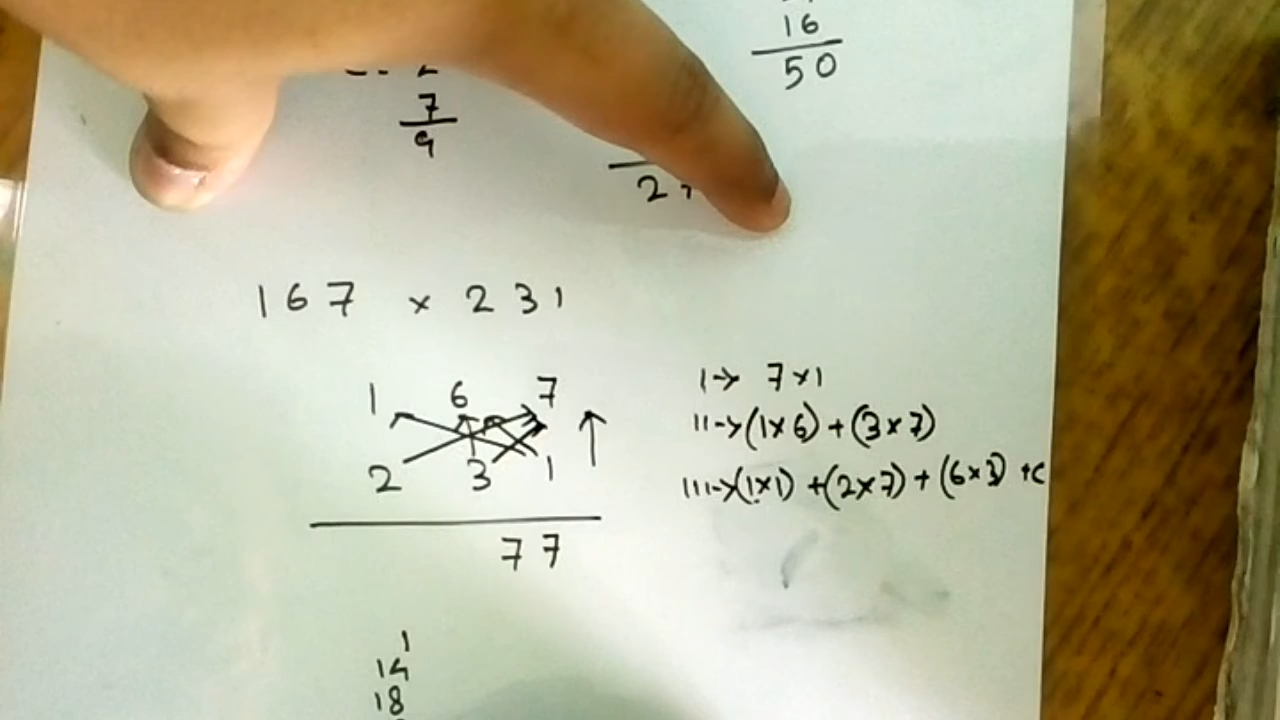 16
50
7
9
2
167 × 231
1 6 7
2 3 1
77
1→ 7×1
11→(1×6)+(3×7)
111→(1×1)+(2×7)+(6×3)+c
1
14
18